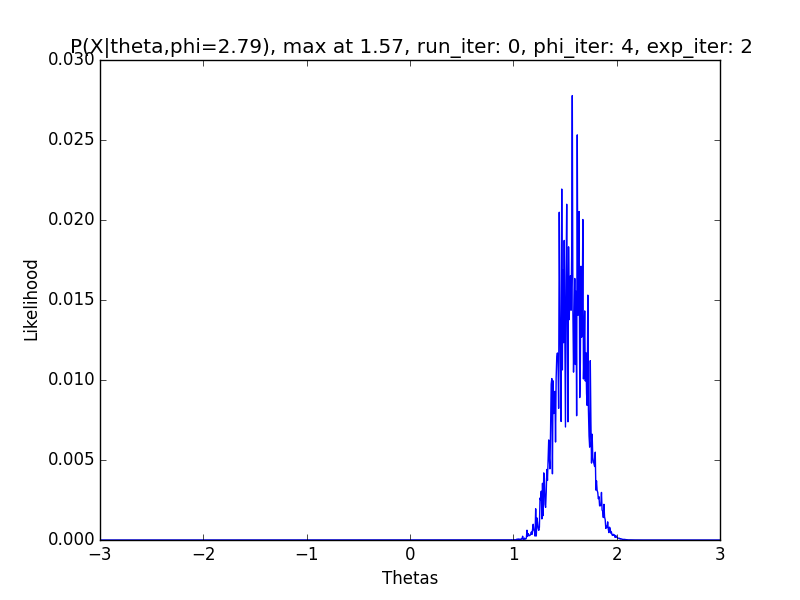 P(X|theta,phi=2.79), max at 1.57, run_iter: 0, phi_iter: 4, exp_iter: 2
0.030
0.025
0.020
0.015
0.010
0.005
0.000
Likelihood
−3 −2 −1 0 1 2 3
Thetas